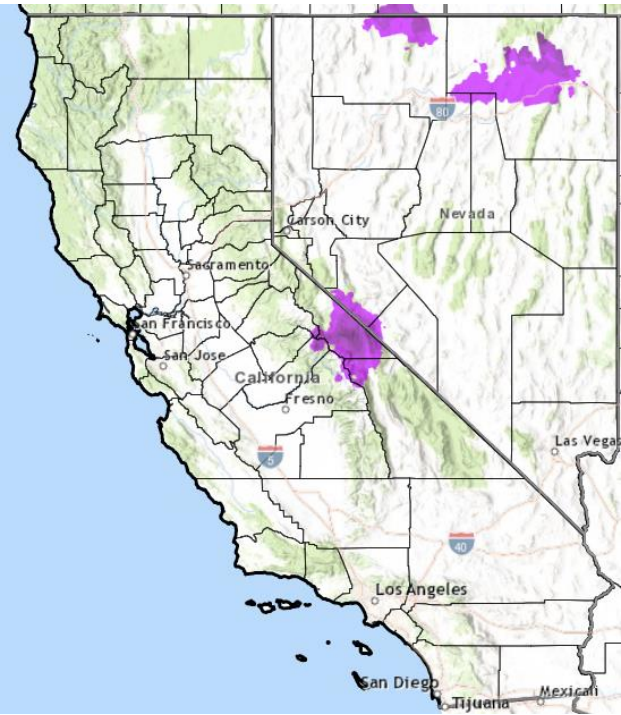 80
Carson City
Nevada
Sacramento
San Francisco
San Jose
California
Fresno
5
Las Vegas
40
Los Angeles
San Diego
Tijuana
Mexicali